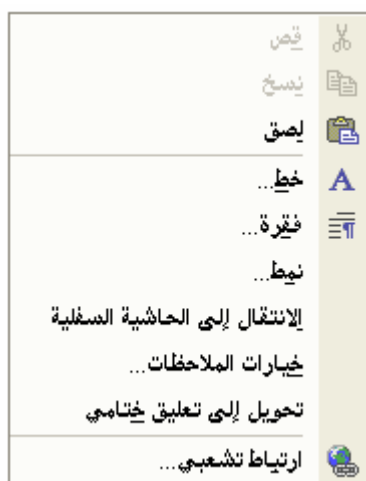 قص
نسخ
لصق
خط...
فقرة...
نمط...
الانتقال إلى الحاشية السفلية
خيارات الملاحظات...
تحويل إلى تعليق ختامي
ارتباط تشعبي...